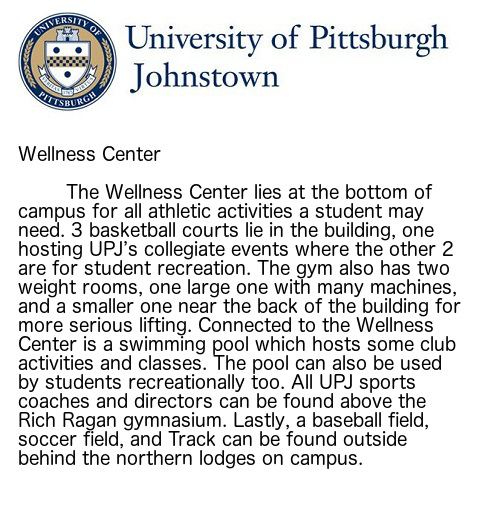 UNIVERSITY OF
PITTSBURGH
University of Pittsburgh
Johnstown
Wellness Center
The Wellness Center lies at the bottom of
campus for all athletic activities a student may
need. 3 basketball courts lie in the building, one
hosting UPJ's collegiate events where the other 2
are for student recreation. The gym also has two
weight rooms, one large one with many machines,
and a smaller one near the back of the building for
more serious lifting. Connected to the Wellness
Center is a swimming pool which hosts some club
activities and classes. The pool can also be used
by students recreationally too. All UPJ sports
coaches and directors can be found above the
Rich Ragan gymnasium. Lastly, a baseball field,
soccer field, and Track can be found outside
behind the northern lodges on campus.